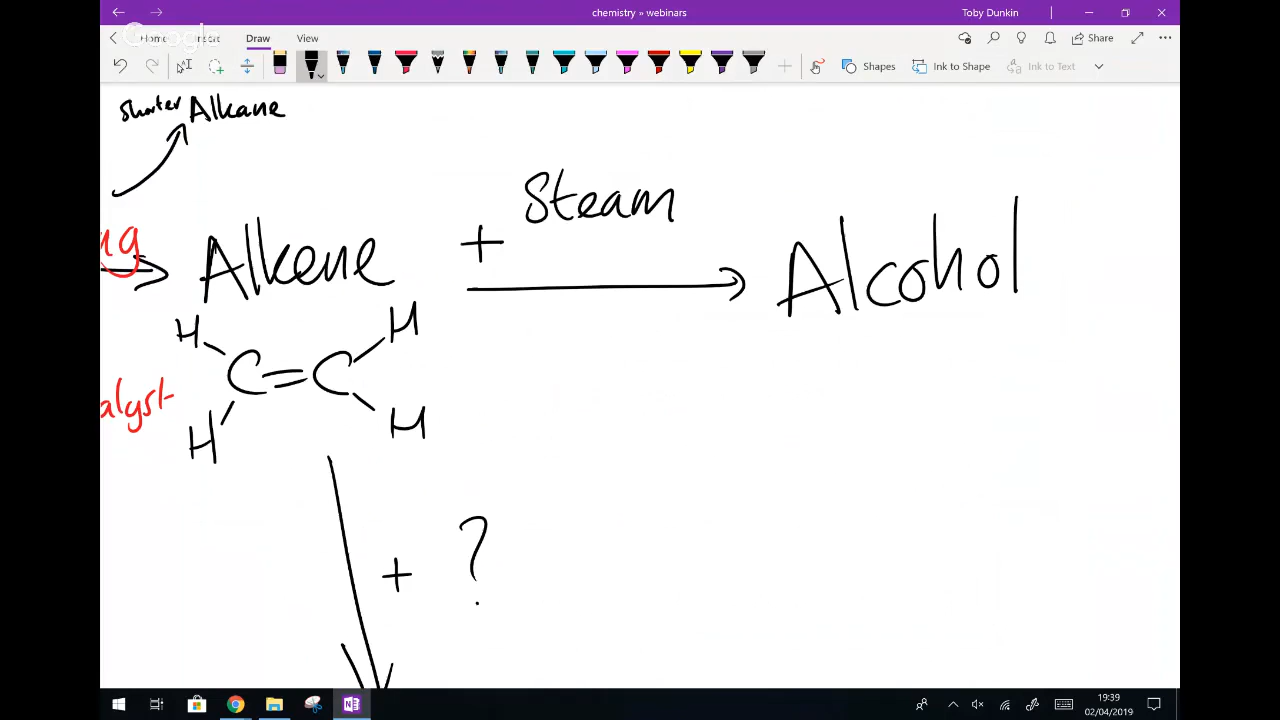 chemistry » webinars
Toby Dunkin
Google
Home
Insert
Draw
View
Share
Shapes
Ink to Shape
Ink to Text
shorter Alkane
Steam
ng
Alkene
+
Alcohol
H
H
C=C
alyst
H
H
+ ?
19:39
02/04/2019